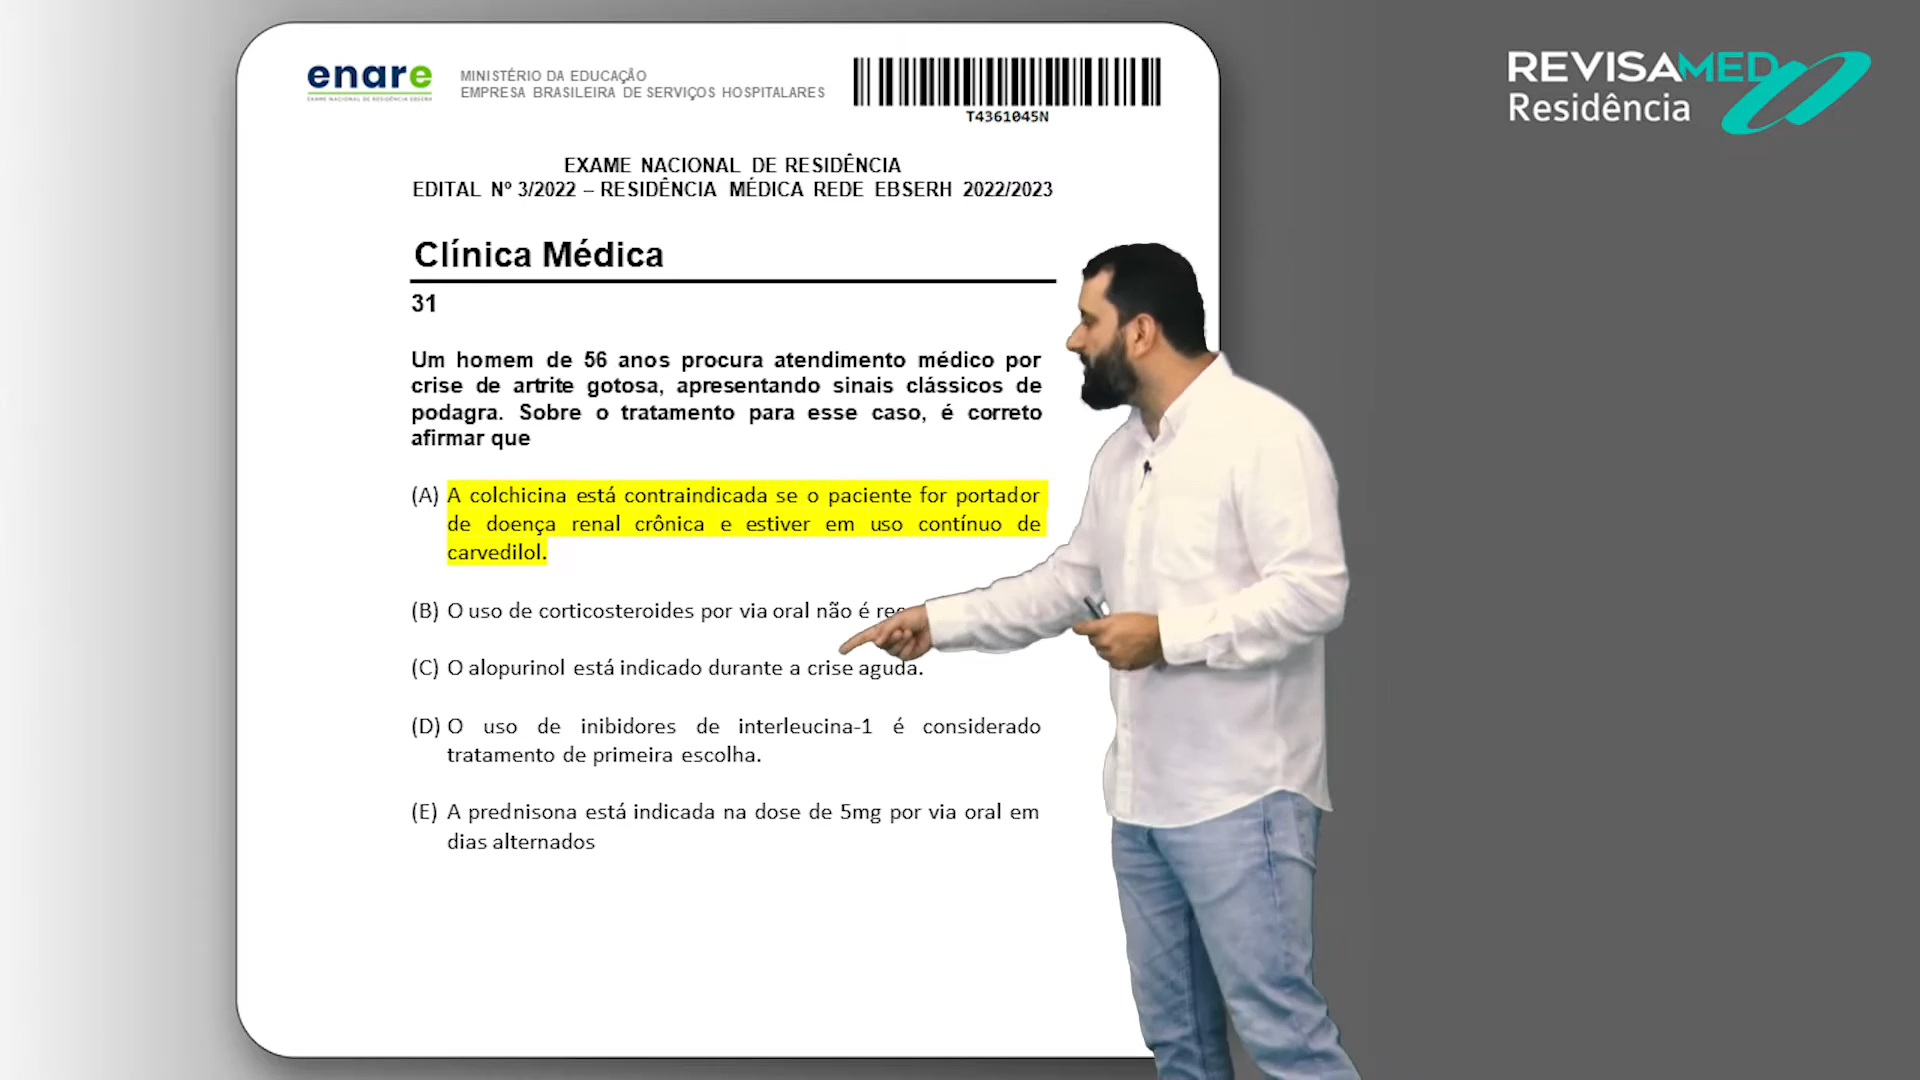 enare
EXAME NACIONAL DE RESIDÊNCIA EBSERH
MINISTÉRIO DA EDUCAÇÃO
EMPRESA BRASILEIRA DE SERVIÇOS HOSPITALARES
T4361045N
REVISAMED
Residência
EXAME NACIONAL DE RESIDÊNCIA
EDITAL Nº 3/2022 – RESIDÊNCIA MÉDICA REDE EBSERH 2022/2023
Clínica Médica
31
Um homem de 56 anos procura atendimento médico por
crise de artrite gotosa, apresentando sinais clássicos de
podagra. Sobre o tratamento para esse caso, é correto
afirmar que
(A) A colchicina está contraindicada se o paciente for portador
de doença renal crônica e estiver em uso contínuo de
carvedilol.
(B) O uso de corticosteroides por via oral não é
(C) O alopurinol está indicado durante a crise aguda.
(D) O uso de inibidores de interleucina-1 é considerado
tratamento de primeira escolha.
(E) A prednisona está indicada na dose de 5mg por via oral em
dias alternados